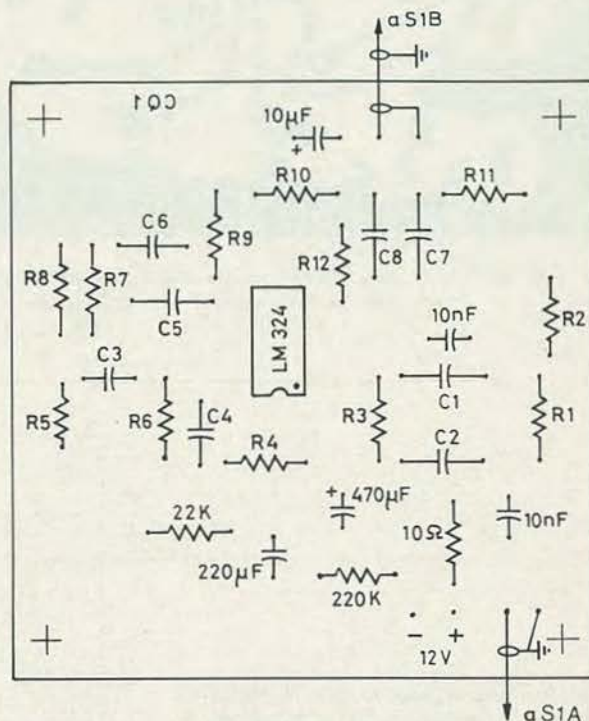 a S1B
CQ1
10µF
+
R10
R11
C6
R9
R12
C8
C7
R8
R7
C5
LM 324
10nF
R2
C3
C1
R5
R6
C4
R3
R1
R4
C2
+
470µF
22K
10Ω
10nF
220µF
220K
- +
12V
a S1A